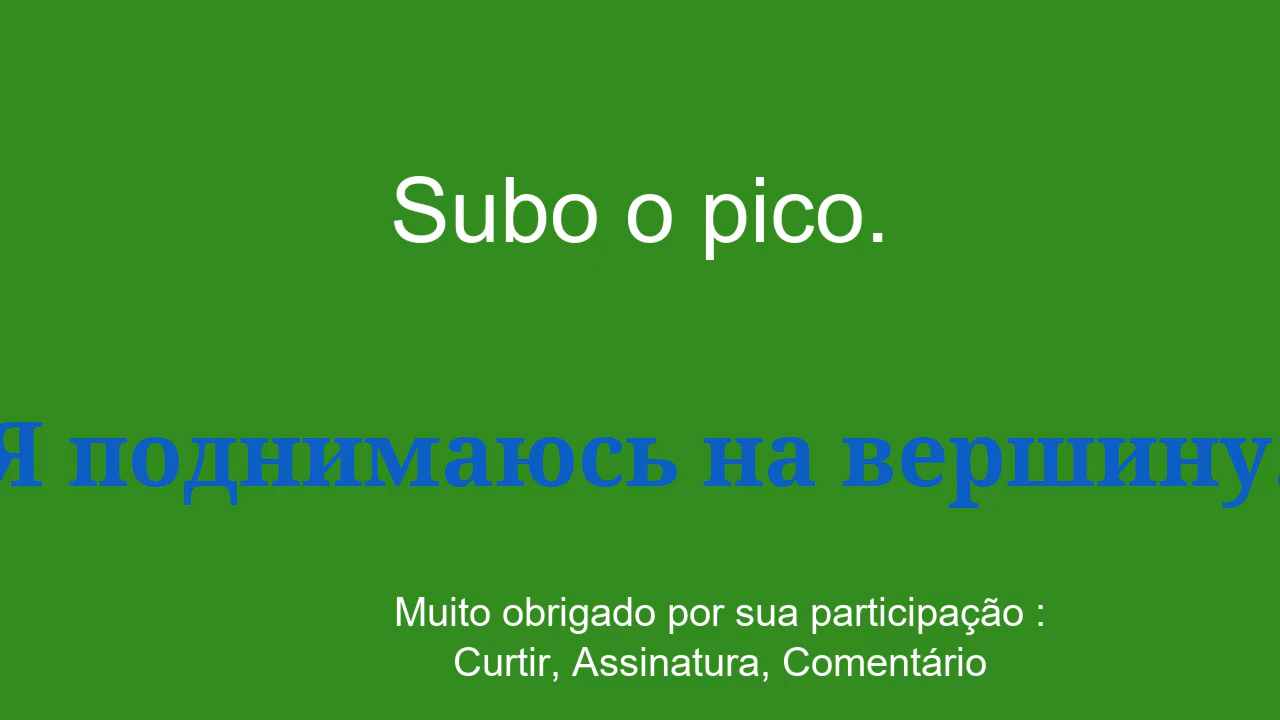 Subo o pico.
Я поднимаюсь на вершину.
Muito obrigado por sua participação :
Curtir, Assinatura, Comentário